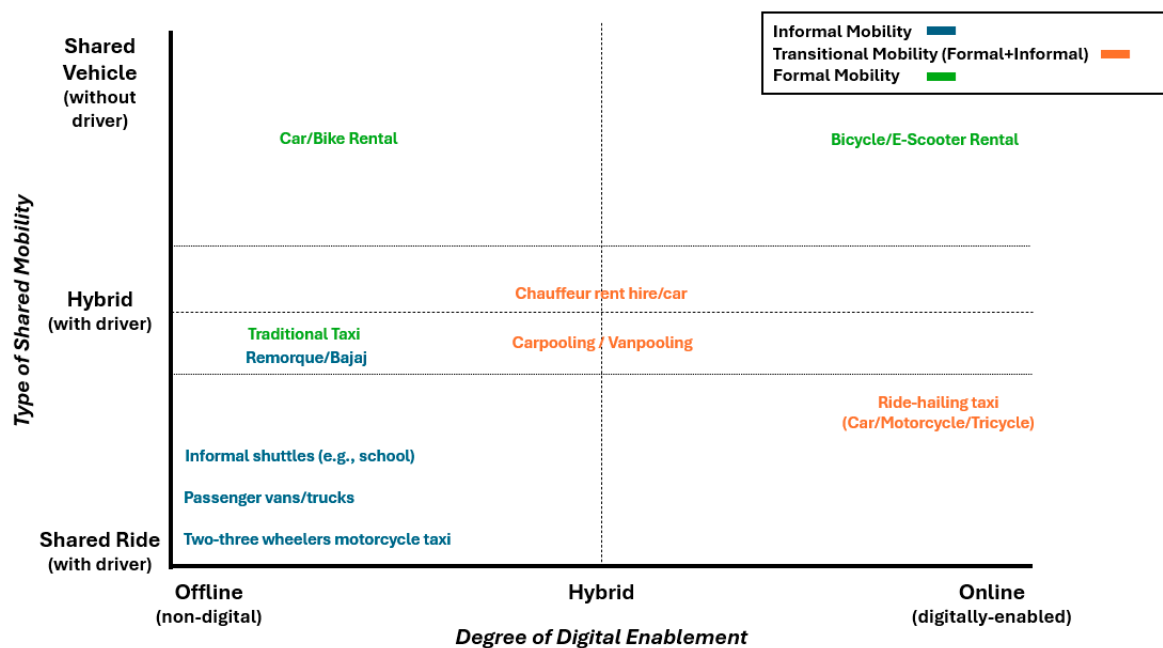 Informal Mobility
Transitional Mobility (Formal+Informal)
Formal Mobility
Shared
Vehicle
(without
driver)
Car/Bike Rental
Bicycle/E-Scooter Rental
Type of Shared Mobility
Hybrid
(with driver)
Chauffeur rent hire/car
Traditional Taxi
Remorque/Bajaj
Carpooling / Vanpooling
Ride-hailing taxi
(Car/Motorcycle/Tricycle)
Informal shuttles (e.g., school)
Passenger vans/trucks
Shared Ride
(with driver)
Two-three wheelers motorcycle taxi
Offline
(non-digital)
Hybrid
Online
(digitally-enabled)
Degree of Digital Enablement